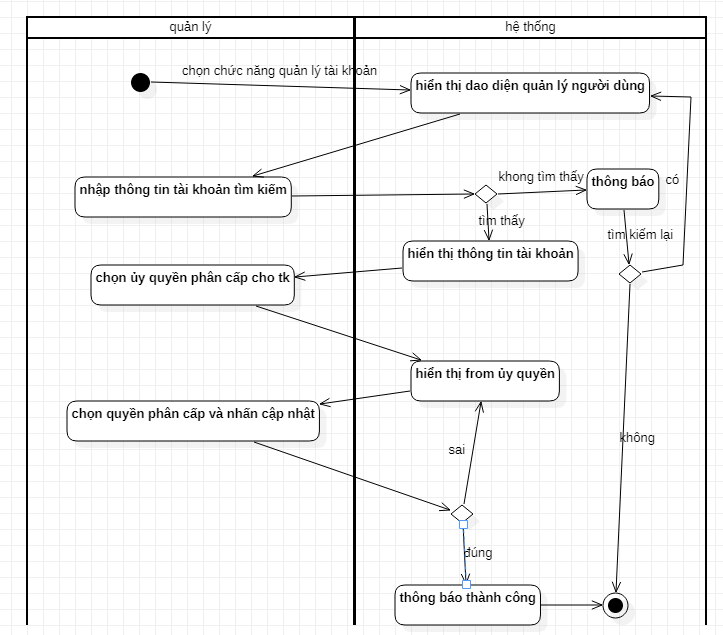 quản lý
hệ thống
chọn chức năng quản lý tài khoản
hiển thị dao diện quản lý người dùng
khong tìm thấy
thông báo
có
nhập thông tin tài khoản tìm kiếm
tìm thấy
tìm kiếm lại
hiển thị thông tin tài khoản
chọn ủy quyền phân cấp cho tk
hiển thị from ủy quyền
chọn quyền phân cấp và nhấn cập nhật
không
sai
đúng
thông báo thành công